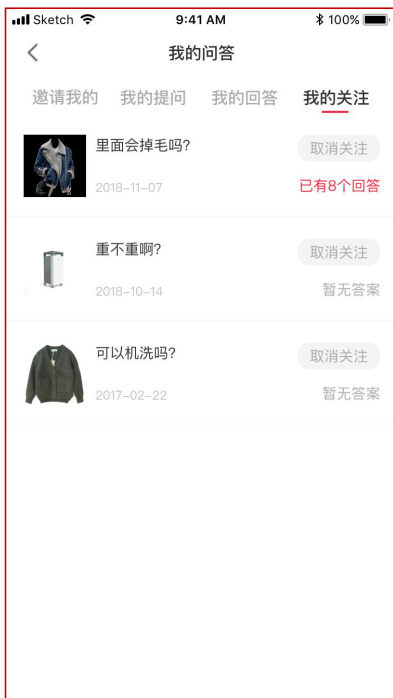 Sketch 9:41 AM 100%
我的问答
邀请我的 我的提问 我的回答 我的关注
里面会掉毛吗?
取消关注
2018-11-07
已有8个回答
重不重啊?
取消关注
2018-10-14
暂无答案
可以机洗吗?
取消关注
2017-02-22
暂无答案